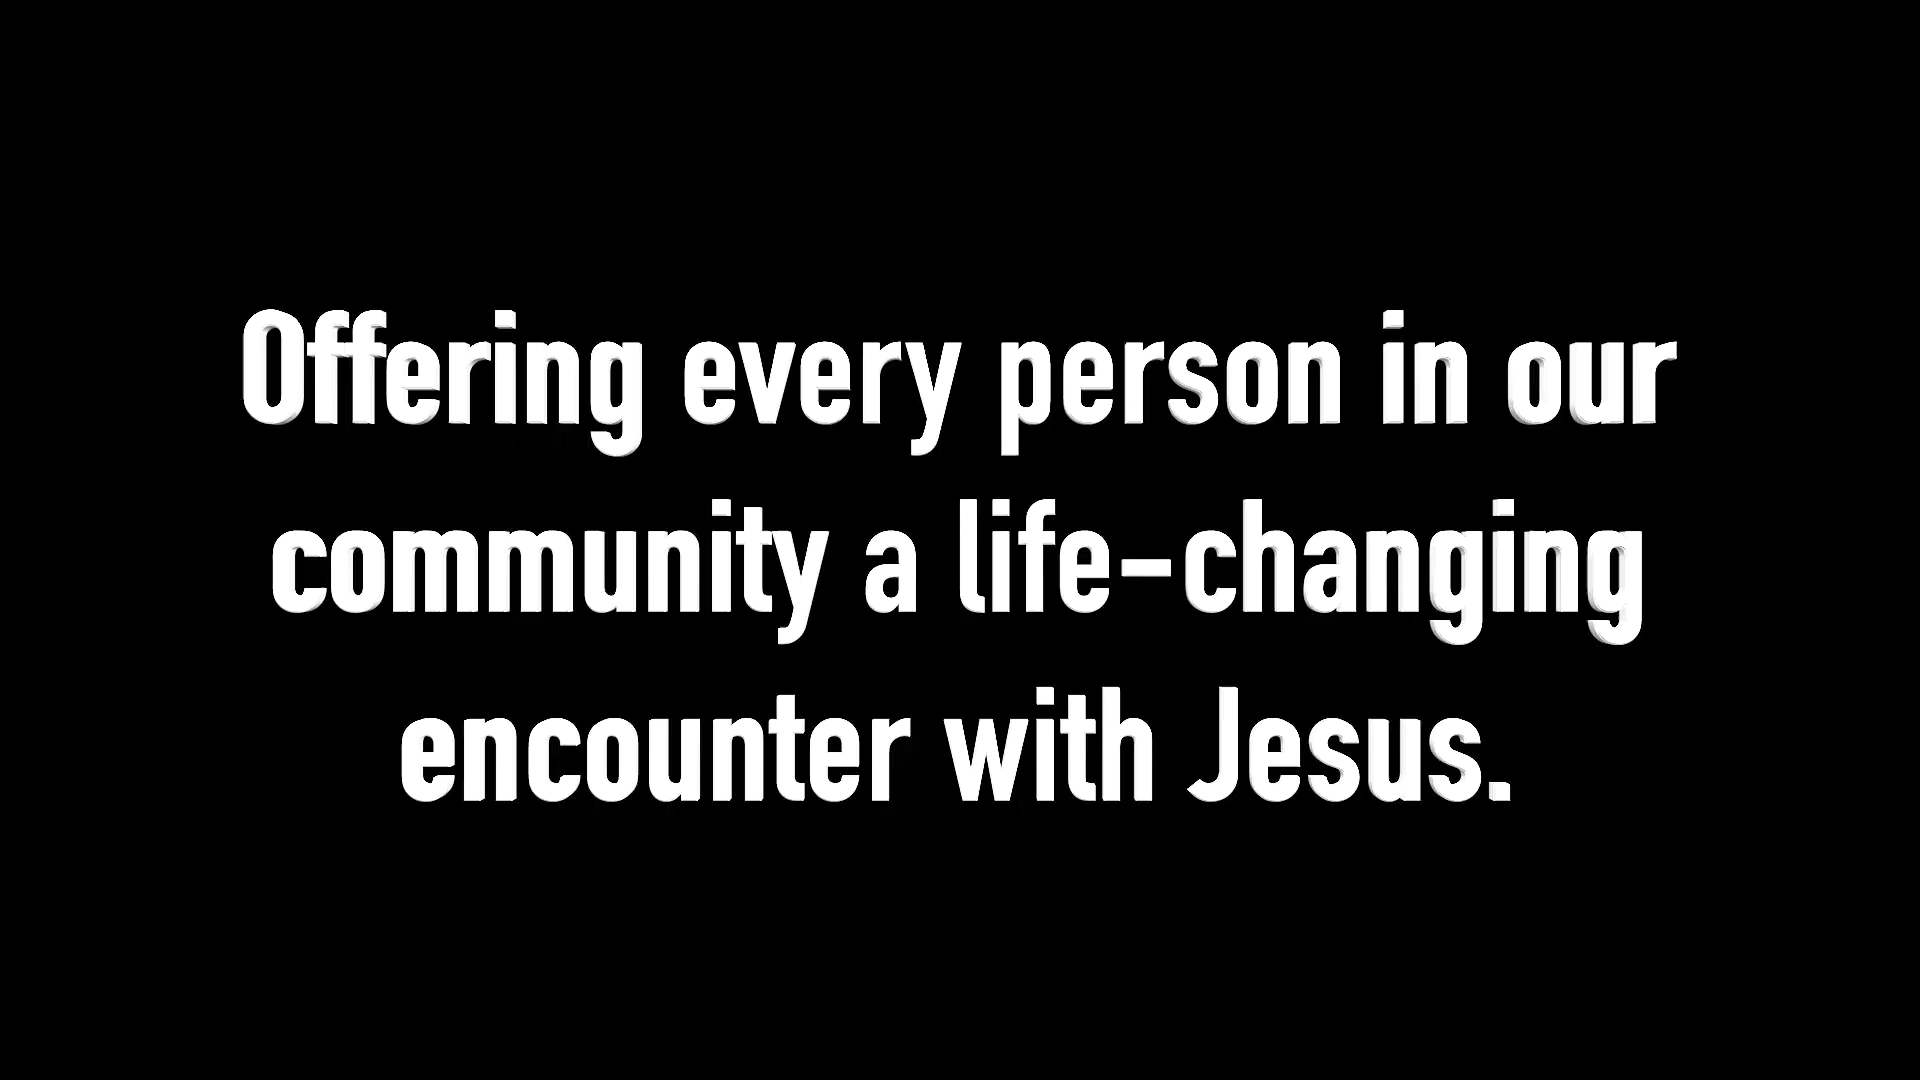 Offering every person in our
community a life-changing
encounter with Jesus.